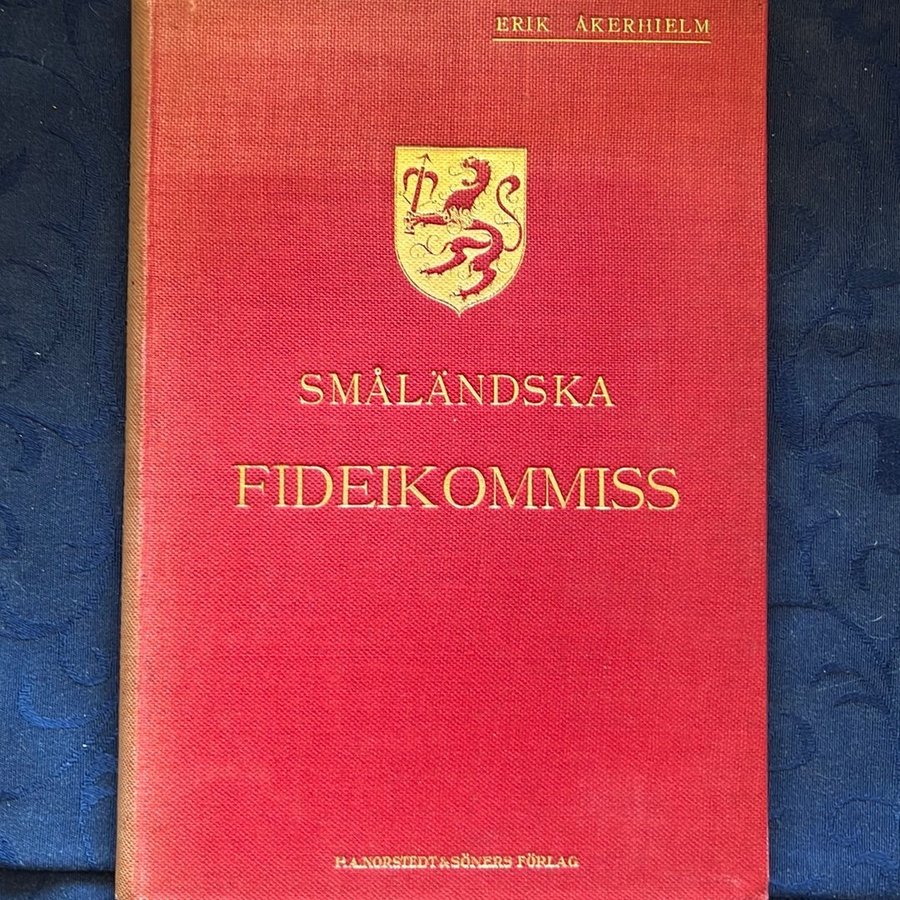 ERIK ÅKERHIELM
SMÅLÄNDSKA
FIDEIKOMMISS
P.A.NORSTEDT & SÖNERS FÖRLAG